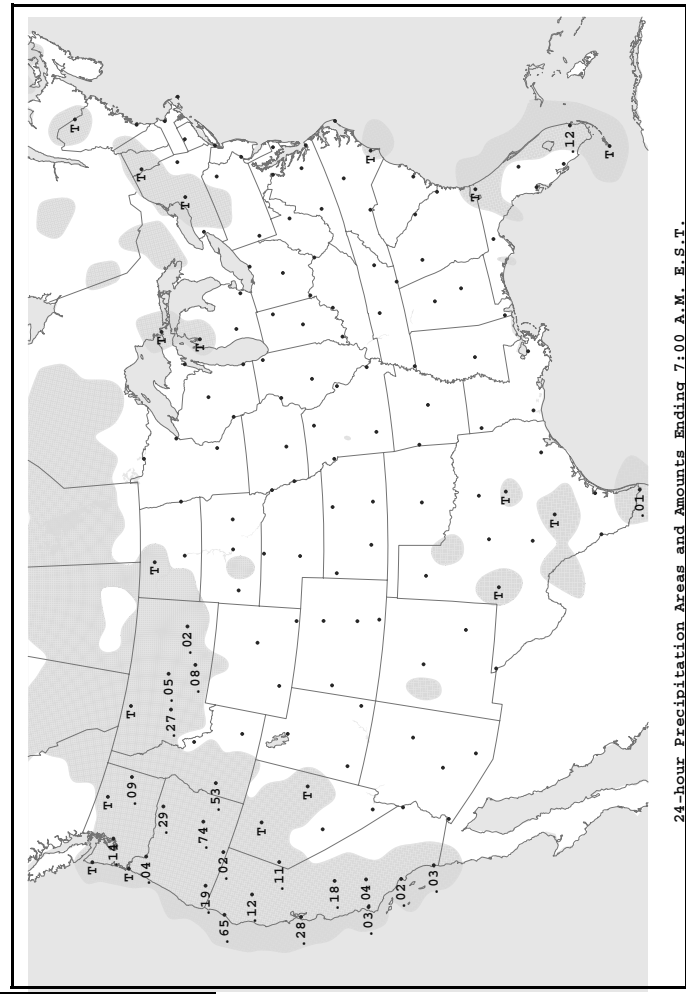 T
T
T
.14
T
.09
T
.04
T
T
.29
T
.27
.05
.02
T
.08
T
.19
.74
.53
.65
.02
.12
T
.11
.28
T
.18
.03
.04
T
.02
.03
T
T
T
T
.12
T
.01
24-hour Precipitation Areas and Amounts Ending 7:00 A.M. E.S.T.